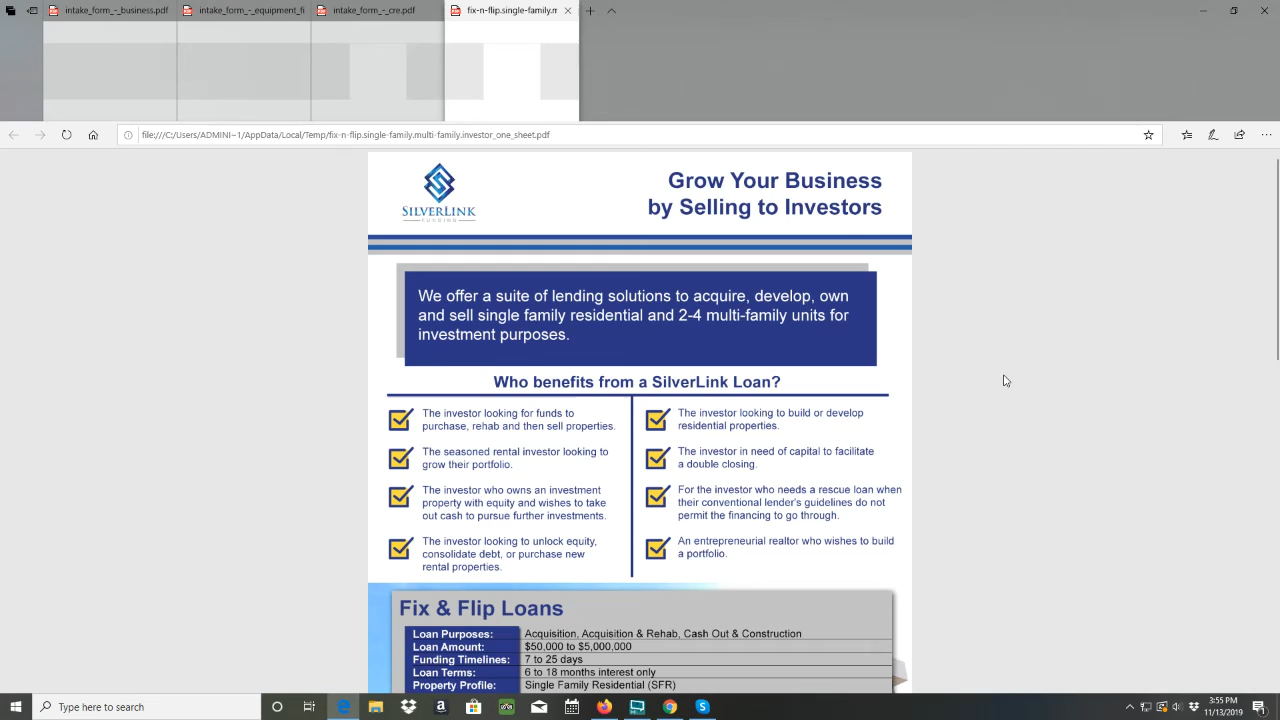 intake_form_-_business.pdf
intake_form_-_equipment_fi
intake_form_-_cre.pdf
fix-n-flip.single-family.m
file:///C:/Users/ADMINI~1/AppData/Local/Temp/fix-n-flip.single-family.multi-family.investor_one_sheet.pdf
SILVERLINK
FUNDING
Grow Your Business
by Selling to Investors
We offer a suite of lending solutions to acquire, develop, own
and sell single family residential and 2-4 multi-family units for
investment purposes.
Who benefits from a SilverLink Loan?
The investor looking for funds to
purchase, rehab and then sell properties.
The seasoned rental investor looking to
grow their portfolio.
The investor who owns an investment
property with equity and wishes to take
out cash to pursue further investments.
The investor looking to unlock equity,
consolidate debt, or purchase new
rental properties.
The investor looking to build or develop
residential properties.
The investor in need of capital to facilitate
a double closing.
For the investor who needs a rescue loan when
their conventional lender's guidelines do not
permit the financing to go through.
An entrepreneurial realtor who wishes to build
a portfolio.
Fix & Flip Loans
Loan Purposes: Acquisition, Acquisition & Rehab, Cash Out & Construction
Loan Amount: $50,000 to $5,000,000
Funding Timelines: 7 to 25 days
Loan Terms: 6 to 18 months interest only
Property Profile: Single Family Residential (SFR)
Type here to search
3:55 PM
11/13/2019